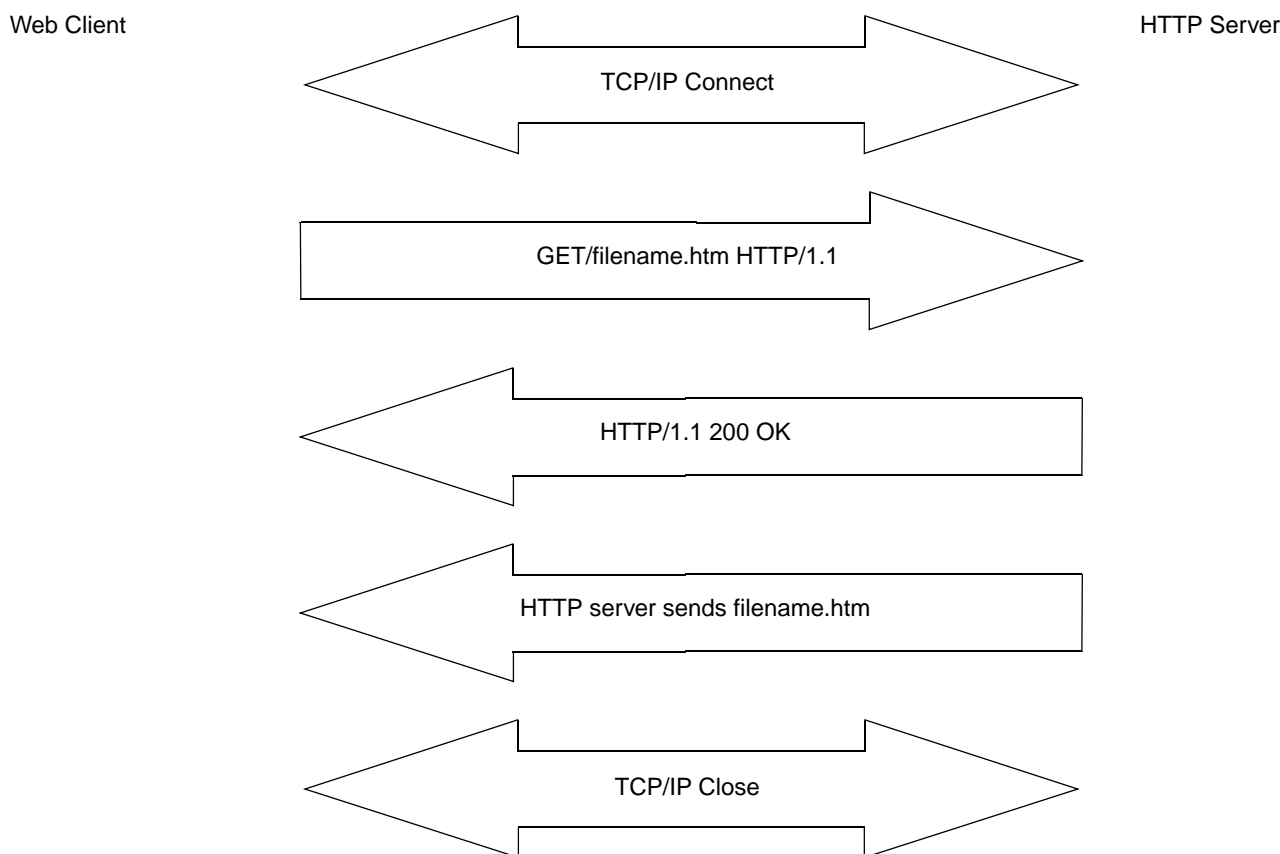 Web Client
HTTP Server
TCP/IP Connect
GET/filename.htm HTTP/1.1
HTTP/1.1 200 OK
HTTP server sends filename.htm
TCP/IP Close